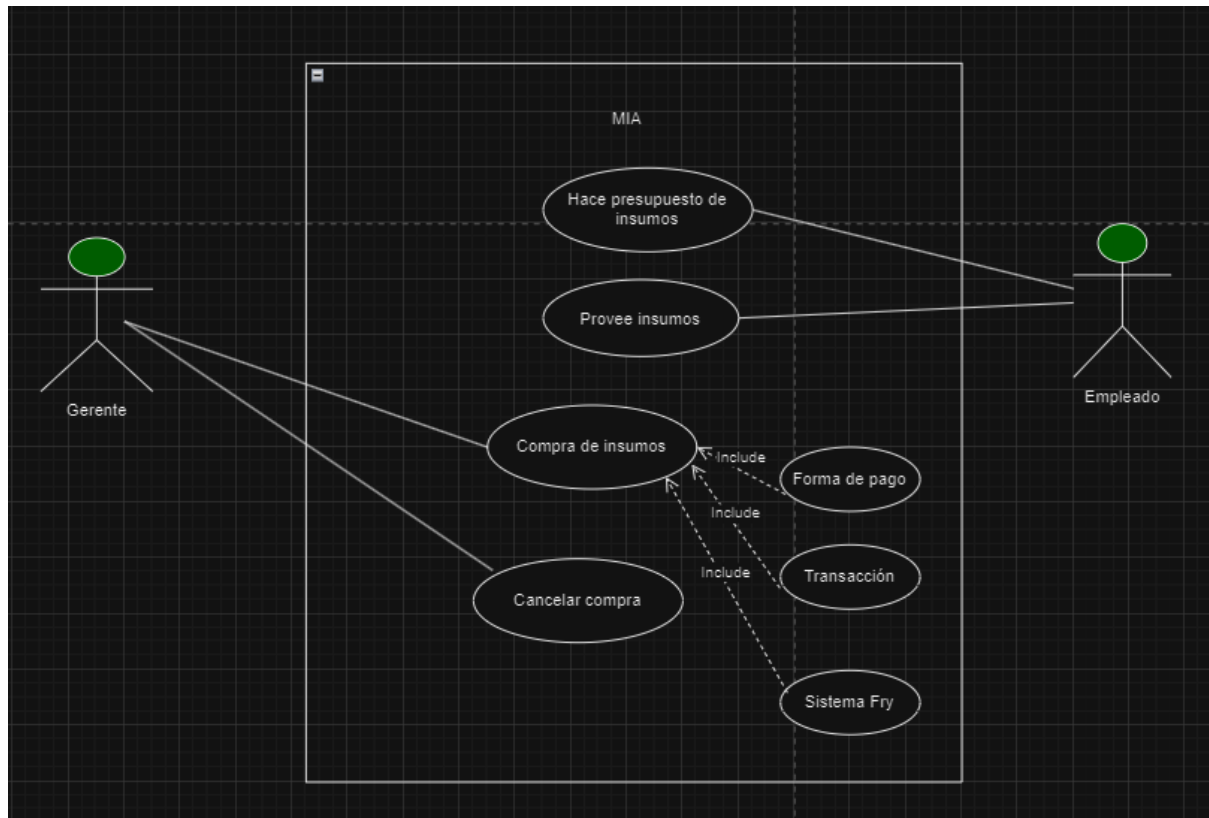 MIA
Hace presupuesto de
insumos
Provee insumos
Gerente
Empleado
Compra de insumos
Include
Forma de pago
Include
Include
Transacción
Cancelar compra
Sistema Fry